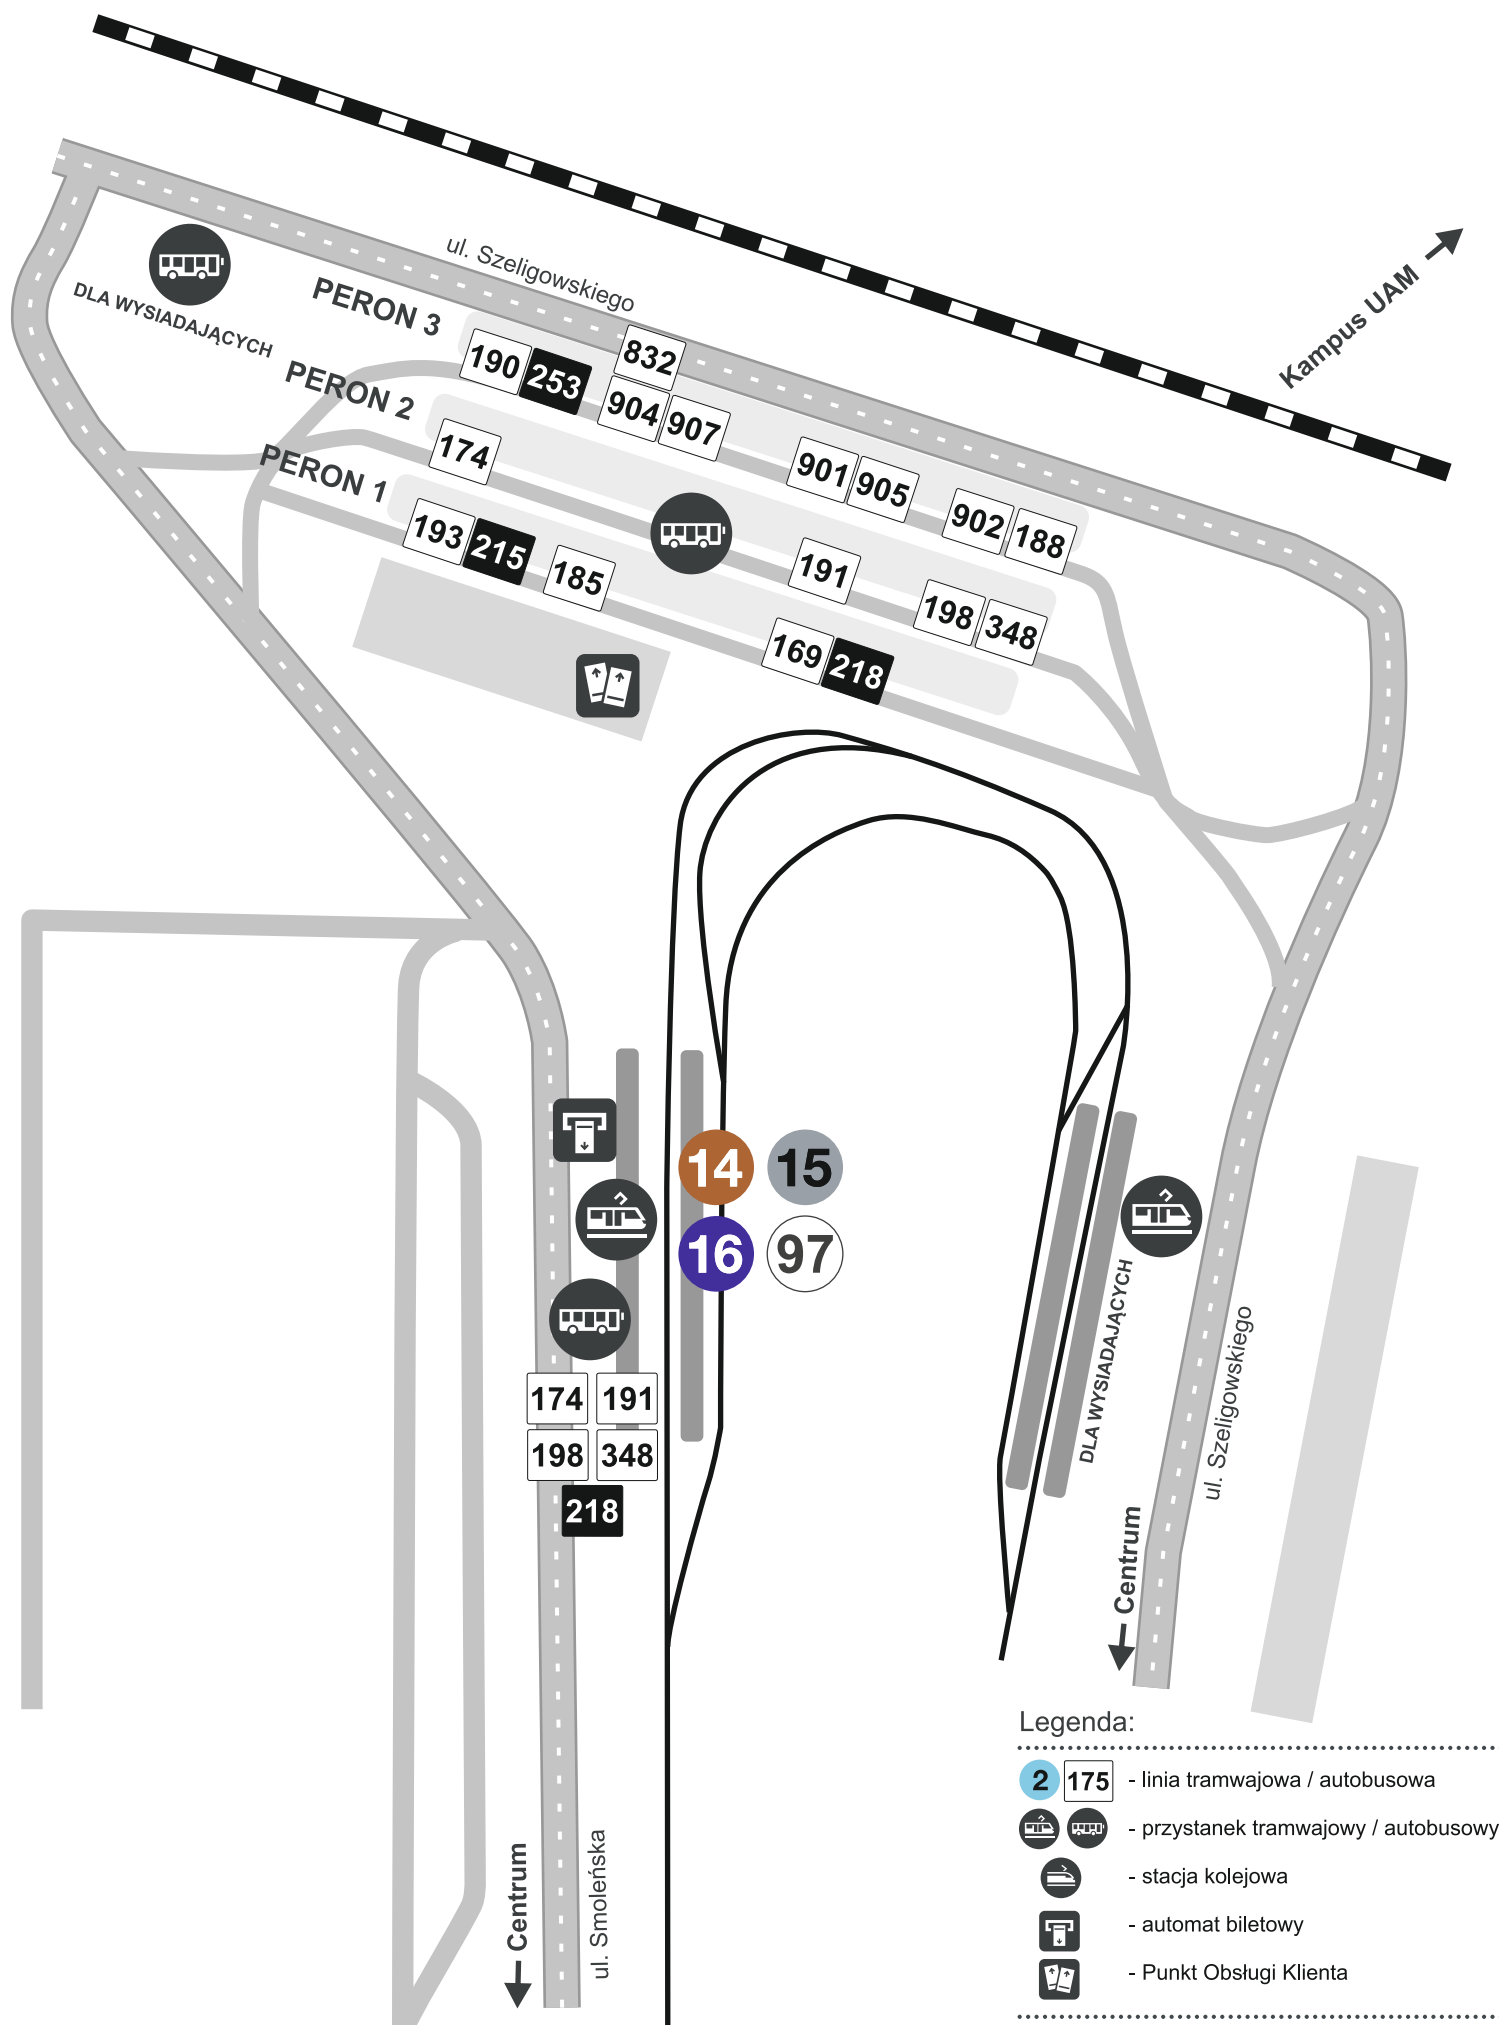 ul. Szeligowskiego
Kampus UAM
DLA WYSIADAJĄCYCH
PERON 3
190 253
832
904 907
901 905
902 188
PERON 2
174
191
198 348
PERON 1
193 215
185
169 218
14 15
16 97
174 191
198 348
218
DLA WYSIADAJĄCYCH
ul. Szeligowskiego
Centrum
Centrum
ul. Smoleńska
Legenda:
2 175 - linia tramwajowa / autobusowa
- przystanek tramwajowy / autobusowy
- stacja kolejowa
- automat biletowy
- Punkt Obsługi Klienta